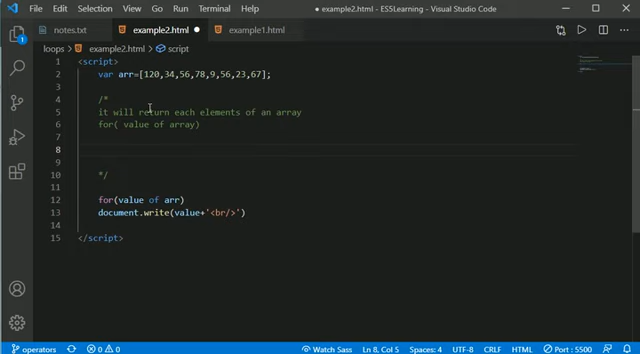 File Edit Selection View Go Run Terminal Help ● example2.html - ES5Learning - Visual Studio Code
notes.txt example2.html ● example1.html
loops > example2.html > script
1 <script>
2 var arr=[120,34,56,78,9,56,23,67];
3
4 /*
5 it will return each elements of an array
6 for( value of array)
7
8
9
10 */
11
12 for(value of arr)
13 document.write(value+'<br/>')
14
15 </script>
1
operators 0 0 Watch Sass Ln 8, Col 5 Spaces: 4 UTF-8 CRLF HTML Port : 5500